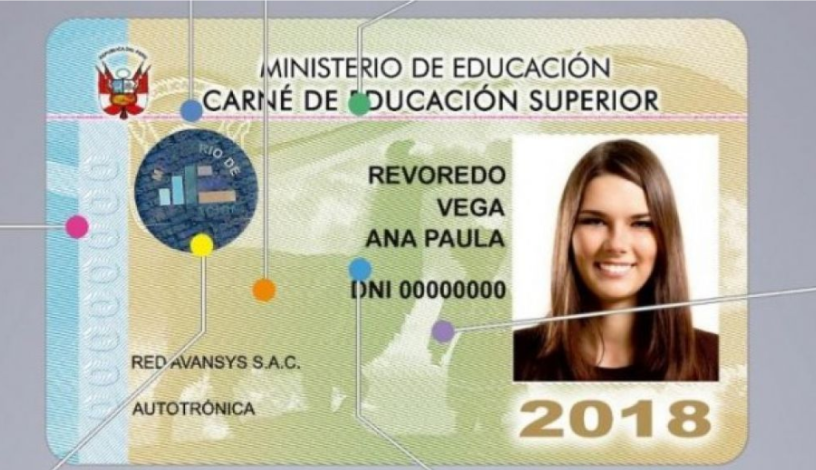 MINISTERIO DE EDUCACIÓN
CARNÉ DE EDUCACIÓN SUPERIOR
REVOREDO
VEGA
ANA PAULA
DNI 00000000
RED AVANSYS S.A.C.
AUTOTRÓNICA
2018